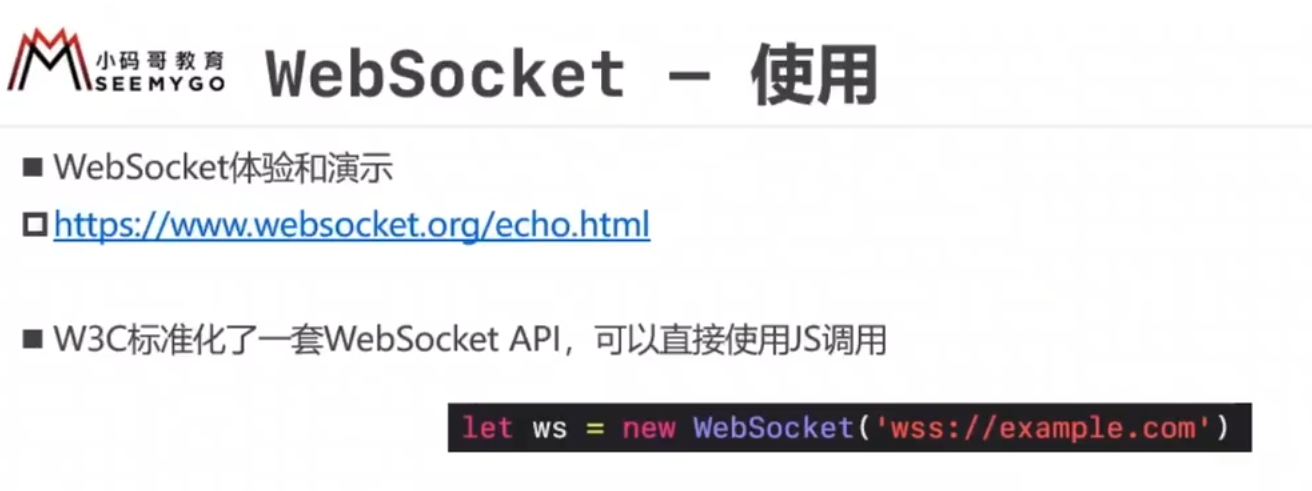 小码哥教育
SEEMYGO
WebSocket – 使用
WebSocket体验和演示
https://www.websocket.org/echo.html
W3C标准化了一套WebSocket API，可以直接使用JS调用
let ws = new WebSocket('wss://example.com')